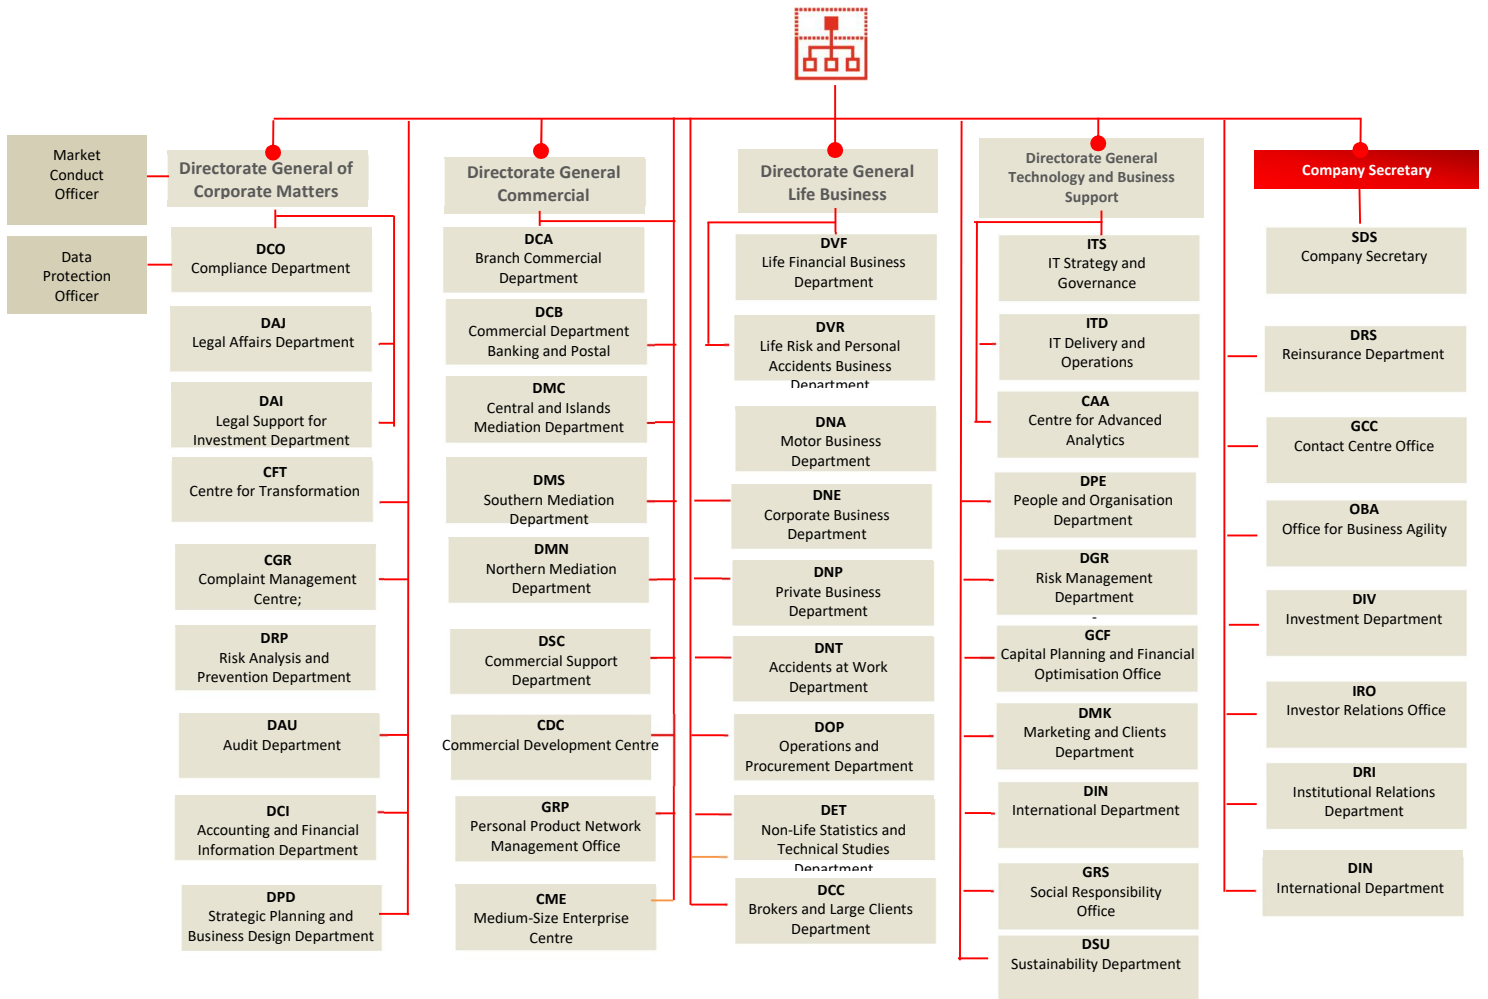 Market
Conduct
Officer
Data
Protection
Officer
Directorate General of
Corporate Matters
DCO
Compliance Department
DAJ
Legal Affairs Department
DAI
Legal Support for
Investment Department
CFT
Centre for Transformation
CGR
Complaint Management
Centre;
DRP
Risk Analysis and
Prevention Department
DAU
Audit Department
DCI
Accounting and Financial
Information Department
DPD
Strategic Planning and
Business Design Department
Directorate General
Commercial
DCA
Branch Commercial
Department
DCB
Commercial Department
Banking and Postal
DMC
Central and Islands
Mediation Department
DMS
Southern Mediation
Department
DMN
Northern Mediation
Department
DSC
Commercial Support
Department
CDC
Commercial Development Centre
GRP
Personal Product Network
Management Office
CME
Medium-Size Enterprise
Centre
Directorate General
Life Business
DVF
Life Financial Business
Department
DVR
Life Risk and Personal
Accidents Business
Department
DNA
Motor Business
Department
DNE
Corporate Business
Department
DNP
Private Business
Department
DNT
Accidents at Work
Department
DOP
Operations and
Procurement Department
DET
Non-Life Statistics and
Technical Studies
Department
DCC
Brokers and Large Clients
Department
Directorate General
Technology and Business
Support
ITS
IT Strategy and
Governance
ITD
IT Delivery and
Operations
CAA
Centre for Advanced
Analytics
DPE
People and Organisation
Department
DGR
Risk Management
Department
-
GCF
Capital Planning and Financial
Optimisation Office
DMK
Marketing and Clients
Department
DIN
International Department
GRS
Social Responsibility
Office
DSU
Sustainability Department
Company Secretary
SDS
Company Secretary
DRS
Reinsurance Department
GCC
Contact Centre Office
OBA
Office for Business Agility
DIV
Investment Department
IRO
Investor Relations Office
DRI
Institutional Relations
Department
DIN
International Department